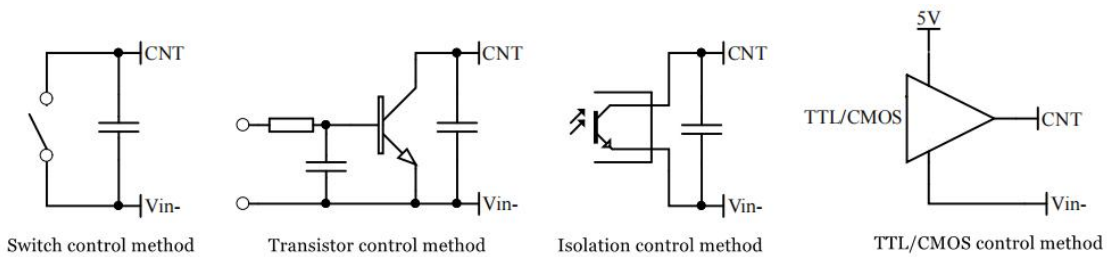 5V
CNT
CNT
CNT
TTL/CMOS
CNT
Vin-
Vin-
Vin-
Vin-
Switch control method
Transistor control method
Isolation control method
TTL/CMOS control method